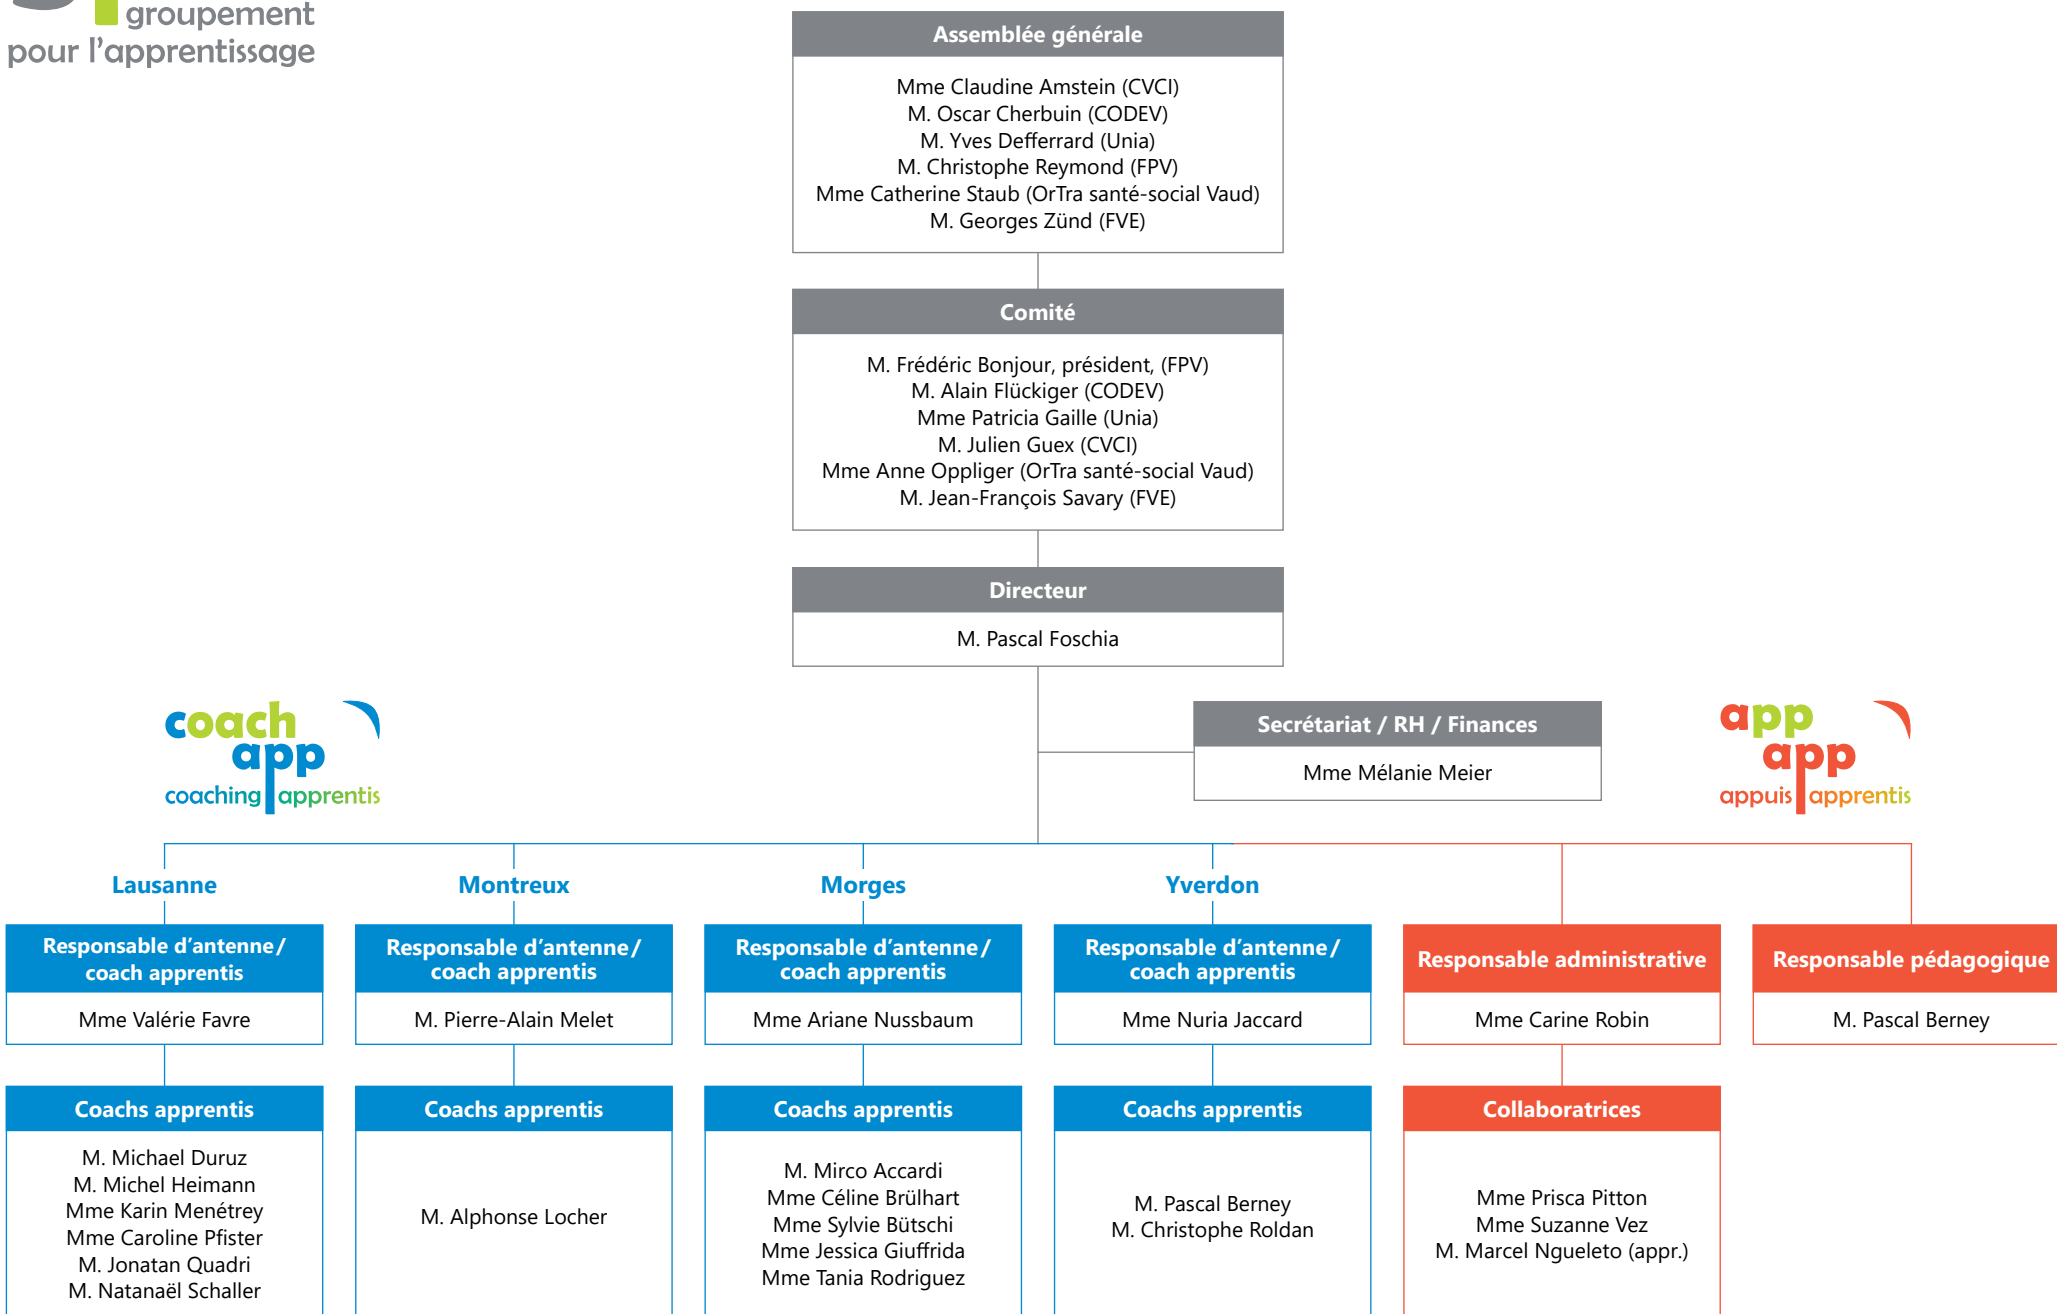 groupement
pour l'apprentissage
Assemblée générale
Mme Claudine Amstein (CVCI)
M. Oscar Cherbuin (CODEV)
M. Yves Defferrard (Unia)
M. Christophe Reymond (FPV)
Mme Catherine Staub (OrTra santé-social Vaud)
M. Georges Zünd (FVE)
Comité
M. Frédéric Bonjour, président, (FPV)
M. Alain Flückiger (CODEV)
Mme Patricia Gaille (Unia)
M. Julien Guex (CVCI)
Mme Anne Oppliger (OrTra santé-social Vaud)
M. Jean-François Savary (FVE)
Directeur
M. Pascal Foschia
coach
app
coaching apprentis
Secrétariat / RH / Finances
Mme Mélanie Meier
app
app
appuis apprentis
Lausanne
Responsable d'antenne/
coach apprentis
Mme Valérie Favre
Coachs apprentis
M. Michael Duruz
M. Michel Heimann
Mme Karin Menétrey
Mme Caroline Pfister
M. Jonatan Quadri
M. Natanaël Schaller
Montreux
Responsable d'antenne/
coach apprentis
M. Pierre-Alain Melet
Coachs apprentis
M. Alphonse Locher
Morges
Responsable d'antenne/
coach apprentis
Mme Ariane Nussbaum
Coachs apprentis
M. Mirco Accardi
Mme Céline Brülhart
Mme Sylvie Bütschi
Mme Jessica Giuffrida
Mme Tania Rodriguez
Yverdon
Responsable d'antenne/
coach apprentis
Mme Nuria Jaccard
Coachs apprentis
M. Pascal Berney
M. Christophe Roldan
Responsable administrative
Mme Carine Robin
Collaboratrices
Mme Prisca Pitton
Mme Suzanne Vez
M. Marcel Ngueleto (appr.)
Responsable pédagogique
M. Pascal Berney